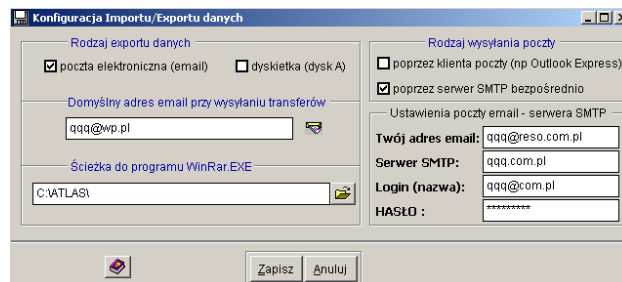 Konfiguracja Importu/Exportu danych
Rodzaj exportu danych
poczta elektroniczna (email)
dyskietka (dysk A)
Domyślny adres email przy wysyłaniu transferów
qqq@wp.pl
Ścieżka do programu WinRar.EXE
C:\ATLAS\
Rodzaj wysyłania poczty
poprzez klienta poczty (np Outlook Express)
poprzez serwer SMTP bezpośrednio
Ustawienia poczty email - serwera SMTP
Twój adres email: qqq@reso.com.pl
Serwer SMTP: qqq.com.pl
Login (nazwa): qqq@com.pl
HASŁO : *********
Zapisz
Anuluj